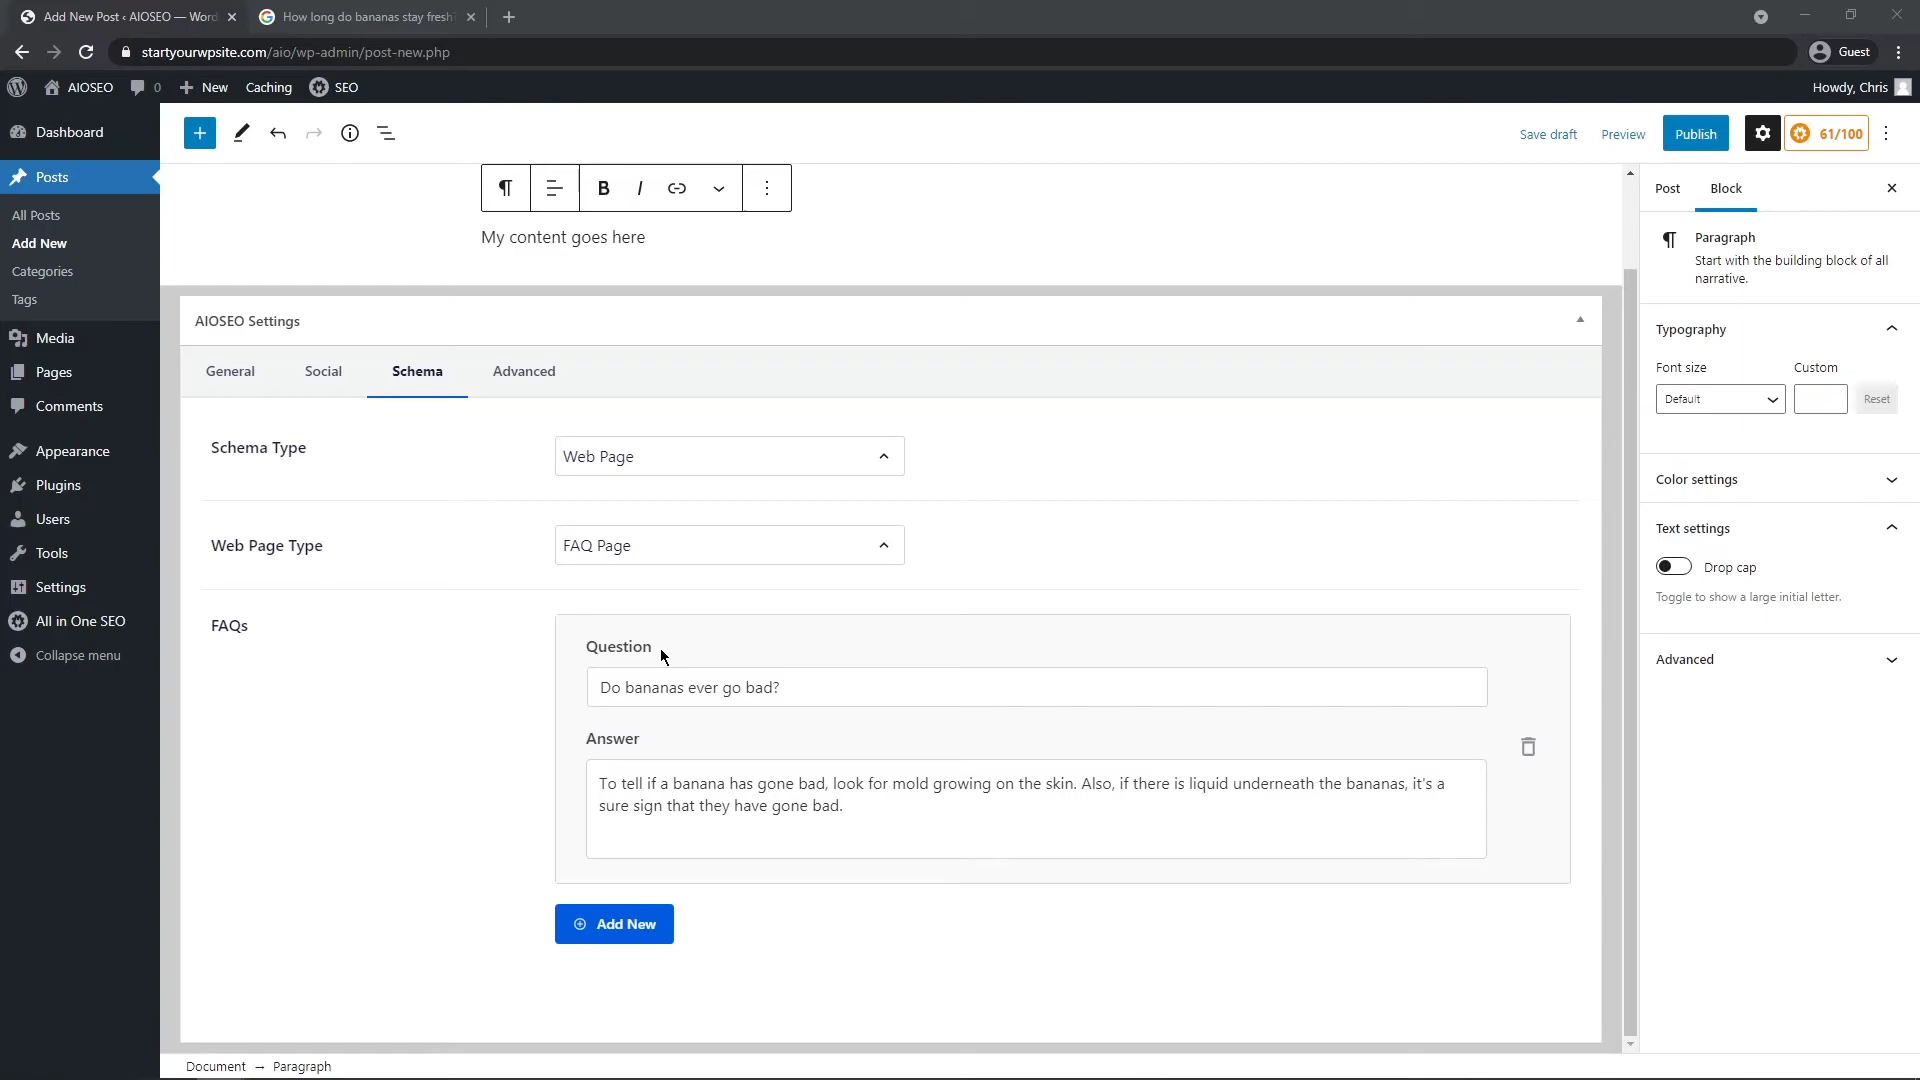 Add New Post ‹ AIOSEO — Word
How long do bananas stay fresh?
startyourwpsite.com/aio/wp-admin/post-new.php
Guest
AIOSEO
0
New
Caching
SEO
Howdy, Chris
Dashboard
Posts
All Posts
Add New
Categories
Tags
Media
Pages
Comments
Appearance
Plugins
Users
Tools
Settings
All in One SEO
Collapse menu
Save draft
Preview
Publish
61/100
B
I
My content goes here
AIOSEO Settings
General
Social
Schema
Advanced
Schema Type
Web Page
Web Page Type
FAQ Page
FAQs
Question
Do bananas ever go bad?
Answer
To tell if a banana has gone bad, look for mold growing on the skin. Also, if there is liquid underneath the bananas, it's a
sure sign that they have gone bad.
Add New
Document → Paragraph
Post
Block
Paragraph
Start with the building block of all
narrative.
Typography
Font size
Custom
Default
Reset
Color settings
Text settings
Drop cap
Toggle to show a large initial letter.
Advanced